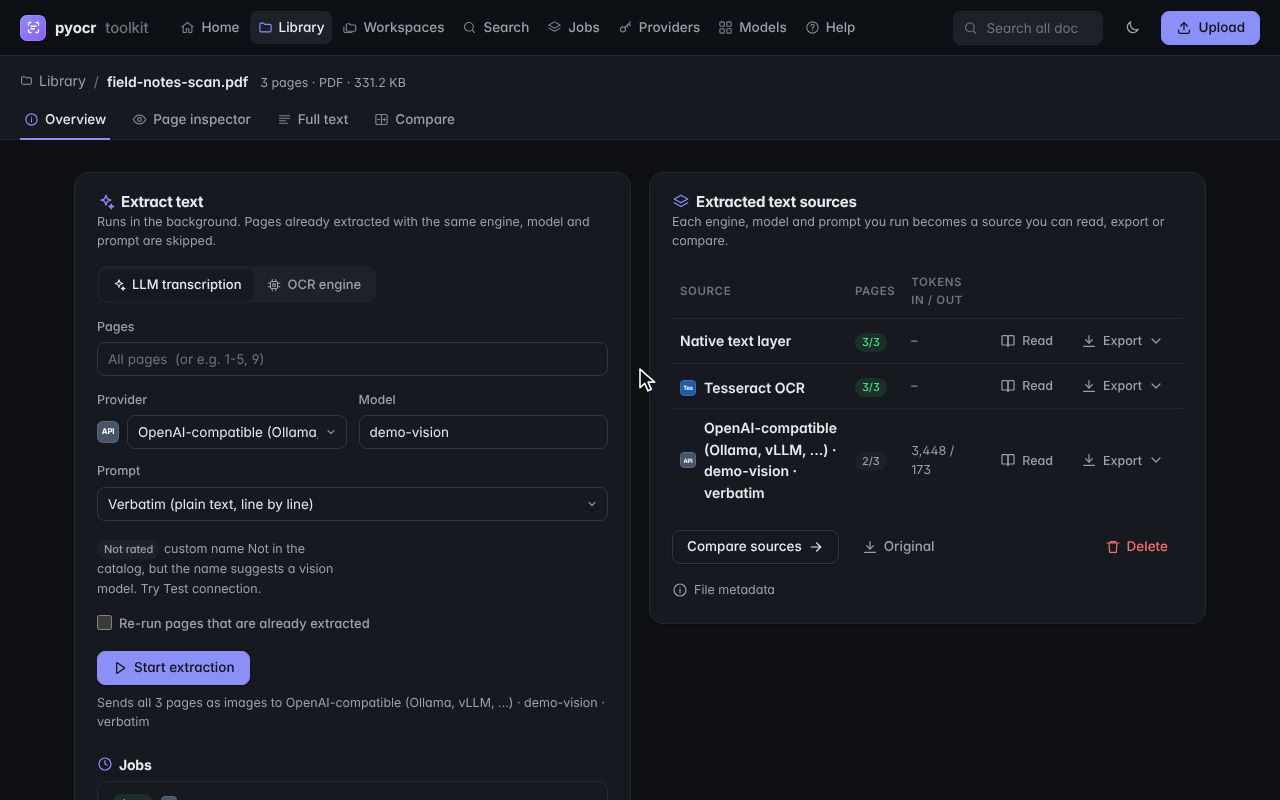 pyocr toolkit
Home
Library
Workspaces
Search
Jobs
Providers
Models
Help
Search all doc
Upload
Library / field-notes-scan.pdf 3 pages · PDF · 331.2 KB
Overview
Page inspector
Full text
Compare
Extract text
Runs in the background. Pages already extracted with the same engine, model and
prompt are skipped.
LLM transcription
OCR engine
Pages
All pages (or e.g. 1-5, 9)
Provider
Model
API
OpenAI-compatible (Ollama,
demo-vision
Prompt
Verbatim (plain text, line by line)
Not rated custom name Not in the
catalog, but the name suggests a vision
model. Try Test connection.
Re-run pages that are already extracted
Start extraction
Sends all 3 pages as images to OpenAI-compatible (Ollama, vLLM, ...) · demo-vision ·
verbatim
Jobs
Extracted text sources
Each engine, model and prompt you run becomes a source you can read, export or
compare.
SOURCE
PAGES
TOKENS
IN / OUT
Native text layer
3/3
–
Read
Export
Tes
Tesseract OCR
3/3
–
Read
Export
API
OpenAI-compatible
(Ollama, vLLM, ...) ·
demo-vision ·
verbatim
2/3
3,448 /
173
Read
Export
Compare sources →
Original
Delete
File metadata